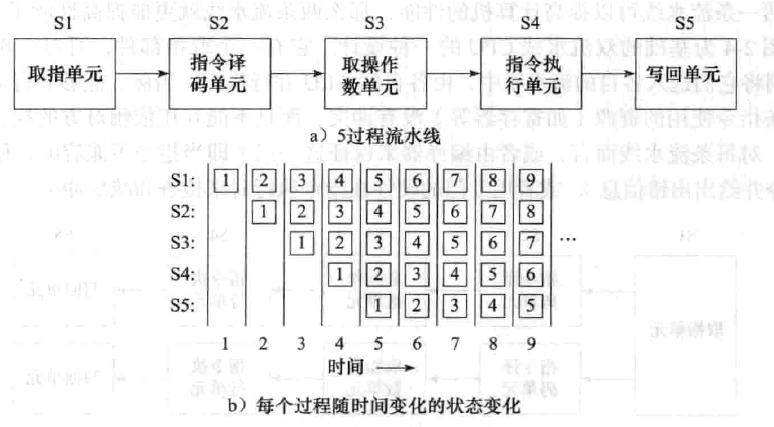 S1 S2 S3 S4 S5
取指单元 指令译码单元 取操作数单元 指令执行单元 写回单元
a）5过程流水线
S1: 1 2 3 4 5 6 7 8 9
S2: 1 2 3 4 5 6 7 8
S3: 1 2 3 4 5 6 7 …
S4: 1 2 3 4 5 6
S5: 1 2 3 4 5
1 2 3 4 5 6 7 8 9
时间
b）每个过程随时间变化的状态变化